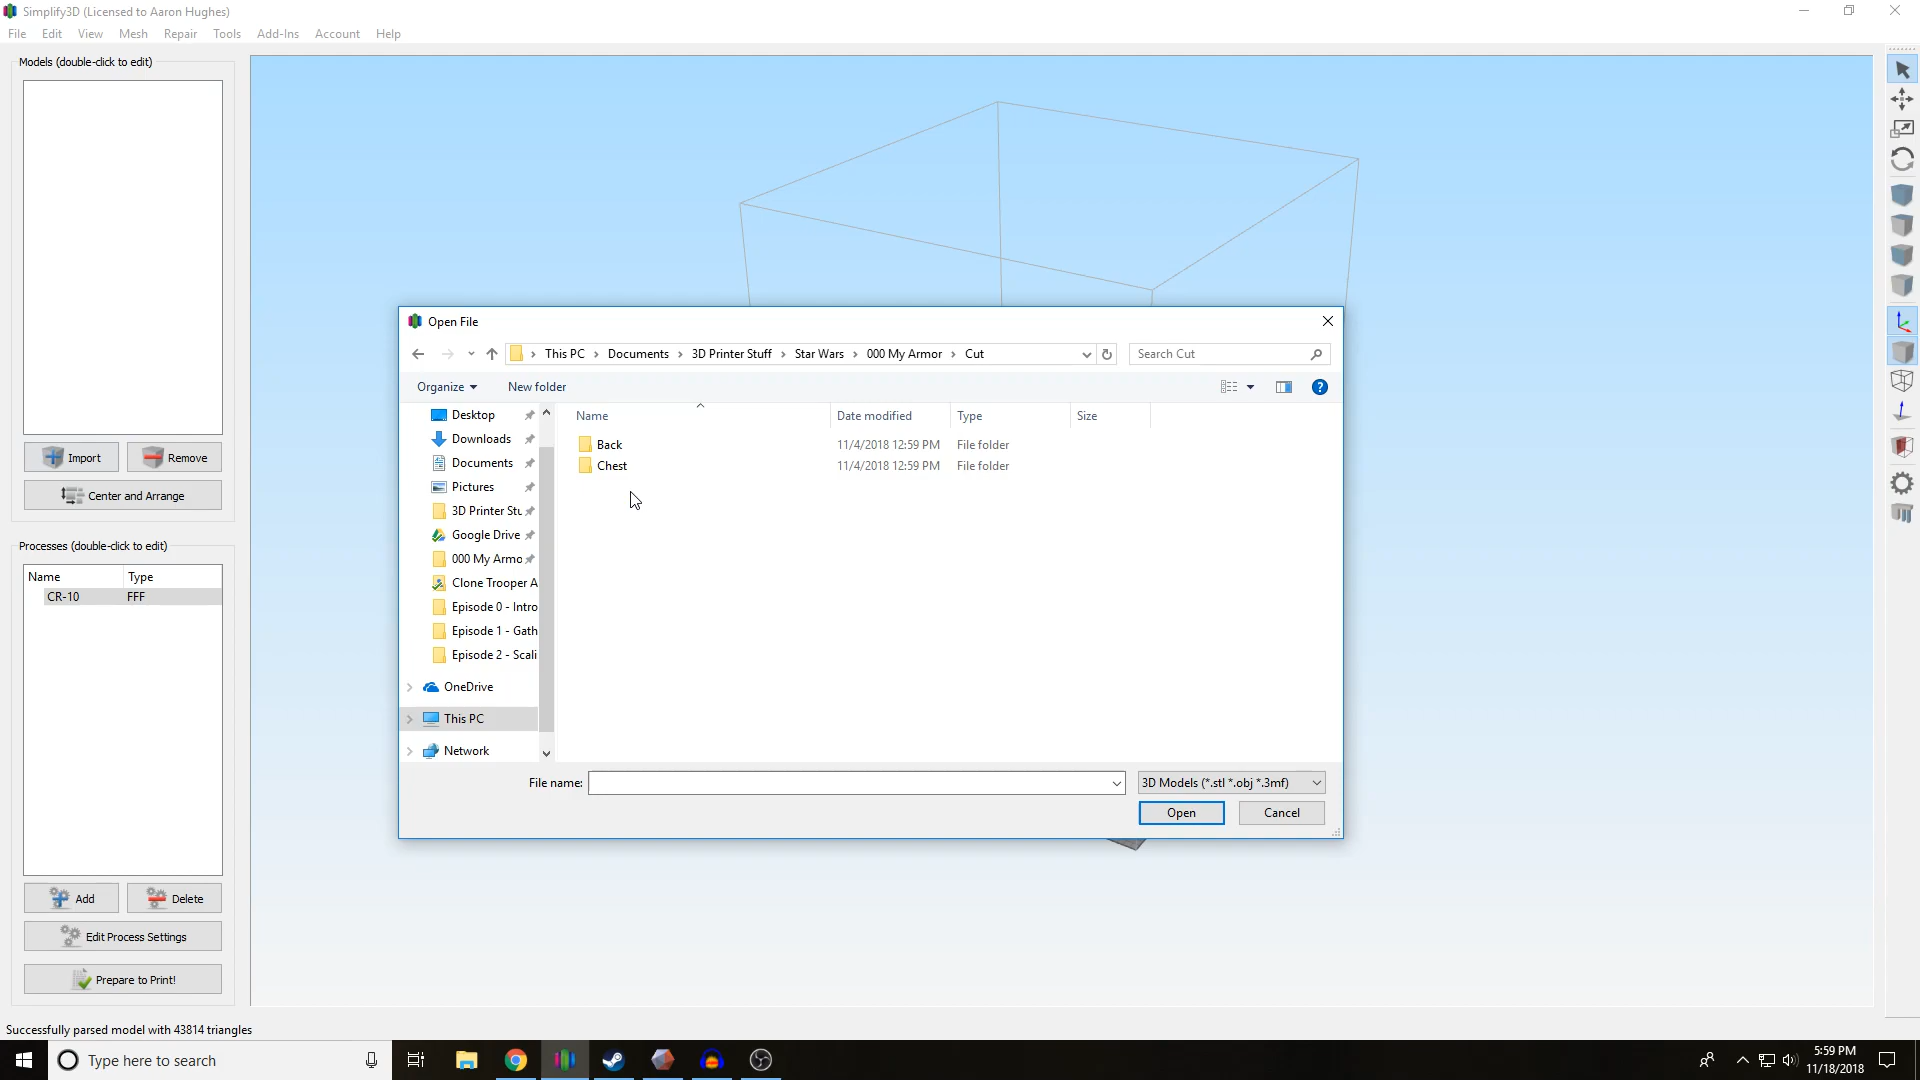 Simplify3D (Licensed to Aaron Hughes)
File Edit View Mesh Repair Tools Add-Ins Account Help
Models (double-click to edit)
Import
Remove
Center and Arrange
Processes (double-click to edit)
Name Type
CR-10 FFF
Add
Delete
Edit Process Settings
Prepare to Print!
Successfully parsed model with 43814 triangles
Open File
This PC Documents 3D Printer Stuff Star Wars 000 My Armor Cut
Search Cut
Organize New folder
Desktop
Downloads
Documents
Pictures
3D Printer Stu
Google Drive
000 My Armo
Clone Trooper A
Episode 0 - Intro
Episode 1 - Gath
Episode 2 - Scali
OneDrive
This PC
Network
Name Date modified Type Size
Back 11/4/2018 12:59 PM File folder
Chest 11/4/2018 12:59 PM File folder
File name:
3D Models (*.stl *.obj *.3mf)
Open
Cancel
Type here to search
5:59 PM
11/18/2018